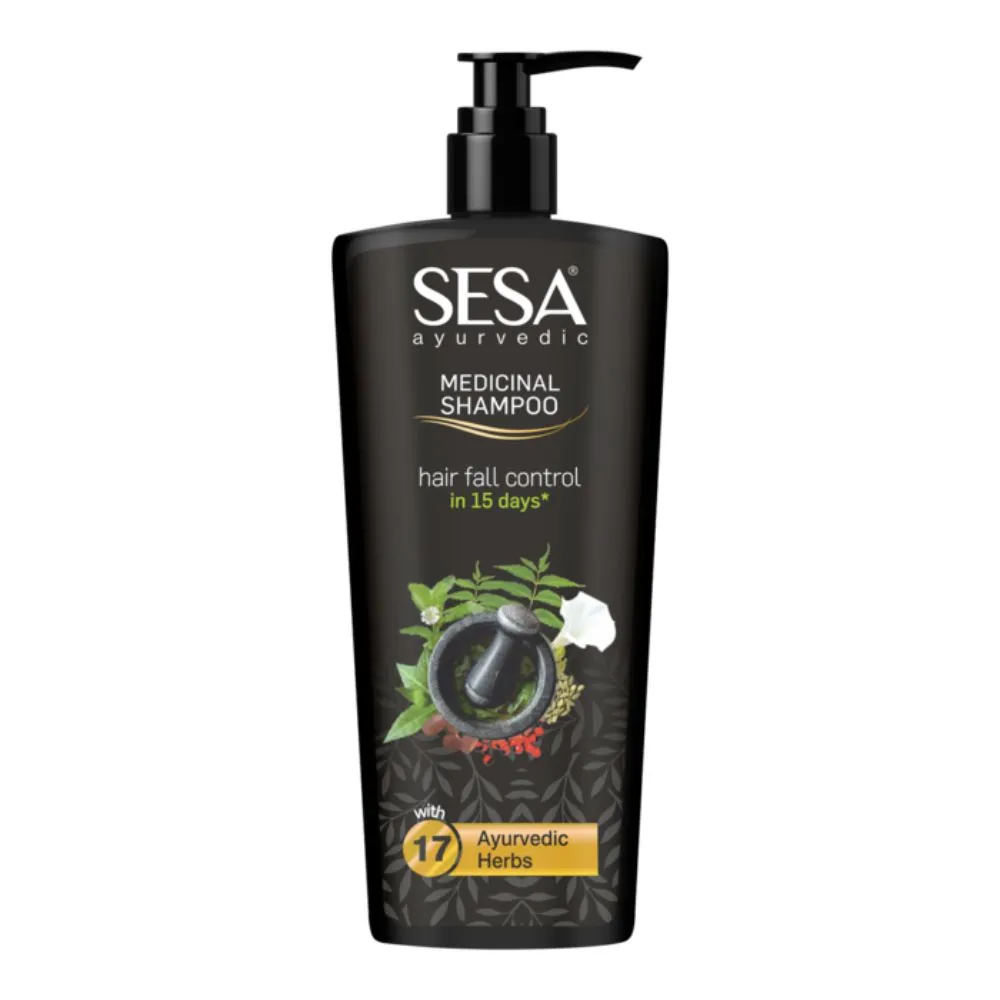 SESA®
ayurvedic
MEDICINAL
SHAMPOO
hair fall control
in 15 days*
with
17
Ayurvedic
Herbs